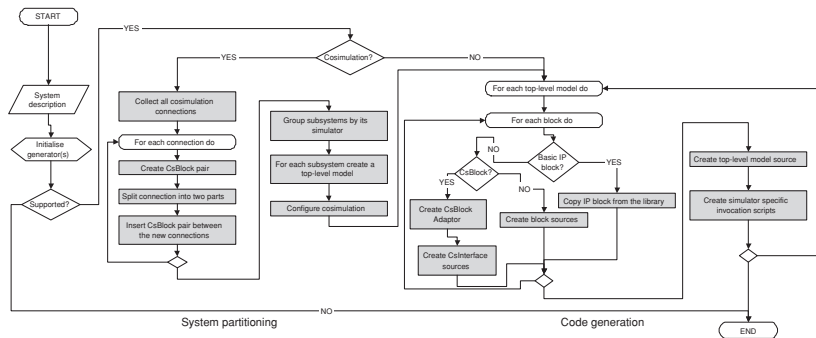 START
System
description
Initialise
generator(s)
Supported?
YES
NO
Cosimulation?
YES
NO
Collect all cosimulation
connections
For each connection do
Create CsBlock pair
Split connection into two parts
Insert CsBlock pair between
the new connections
Group subsystems by its
simulator
For each subsystem create a
top-level model
Configure cosimulation
System partitioning
For each top-level model do
For each block do
Basic IP
block?
NO
YES
CsBlock?
YES
NO
Create CsBlock
Adaptor
Create CsInterface
sources
Create block sources
Copy IP block from the library
Code generation
Create top-level model source
Create simulator specific
invocation scripts
END